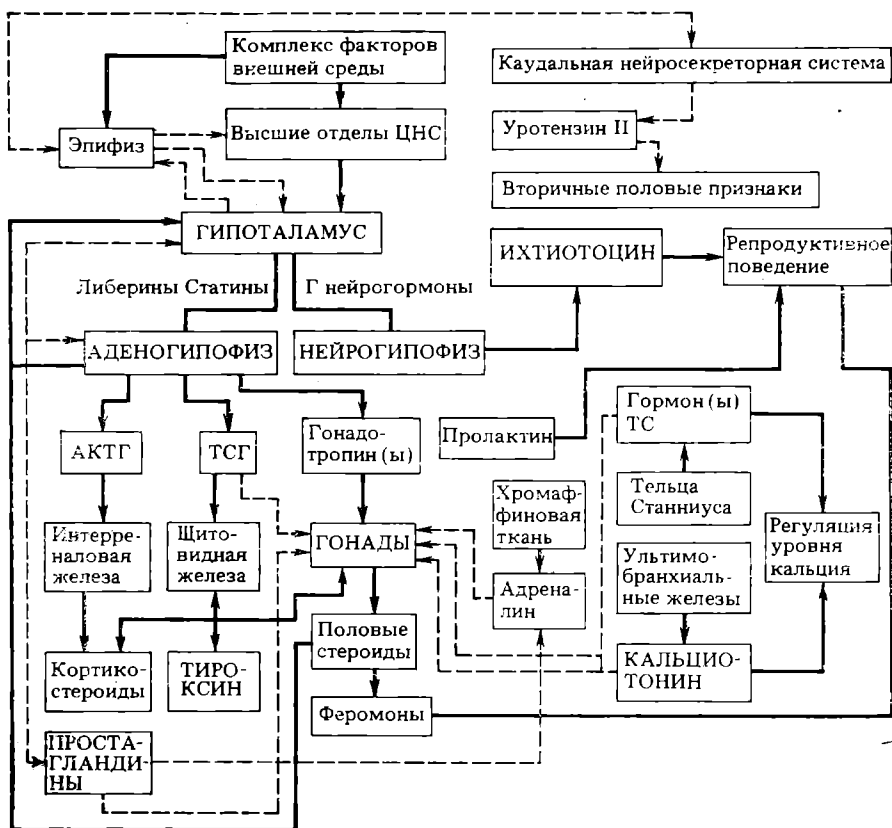 Комплекс факторов
внешней среды
Каудальная нейросекреторная система
Высшие отделы ЦНС
Эпифиз
Уротензин II
Вторичные половые признаки
ГИПОТАЛАМУС
ИХТИОТОЦИН
Репродуктивное
поведение
Либерины Статины
Г нейрогормоны
АДЕНОГИПОФИЗ
НЕЙРОГИПОФИЗ
АКТГ
ТСГ
Гонадо-
тропин (ы)
Пролактин
Гормон (ы)
ТС
Тельца
Станниуса
Хромаф-
финовая
ткань
Интерре-
наловая
железа
Щито-
видная
железа
ГОНАДЫ
Регуляция
уровня
кальция
Ультимо-
бранхиаль-
ные железы
Адрена-
лин
Кортико-
стероиды
ТИРО-
КСИН
Половые
стероиды
КАЛЬЦИО-
ТОНИН
Феромоны
ПРОСТА-
ГЛАНДИ-
НЫ